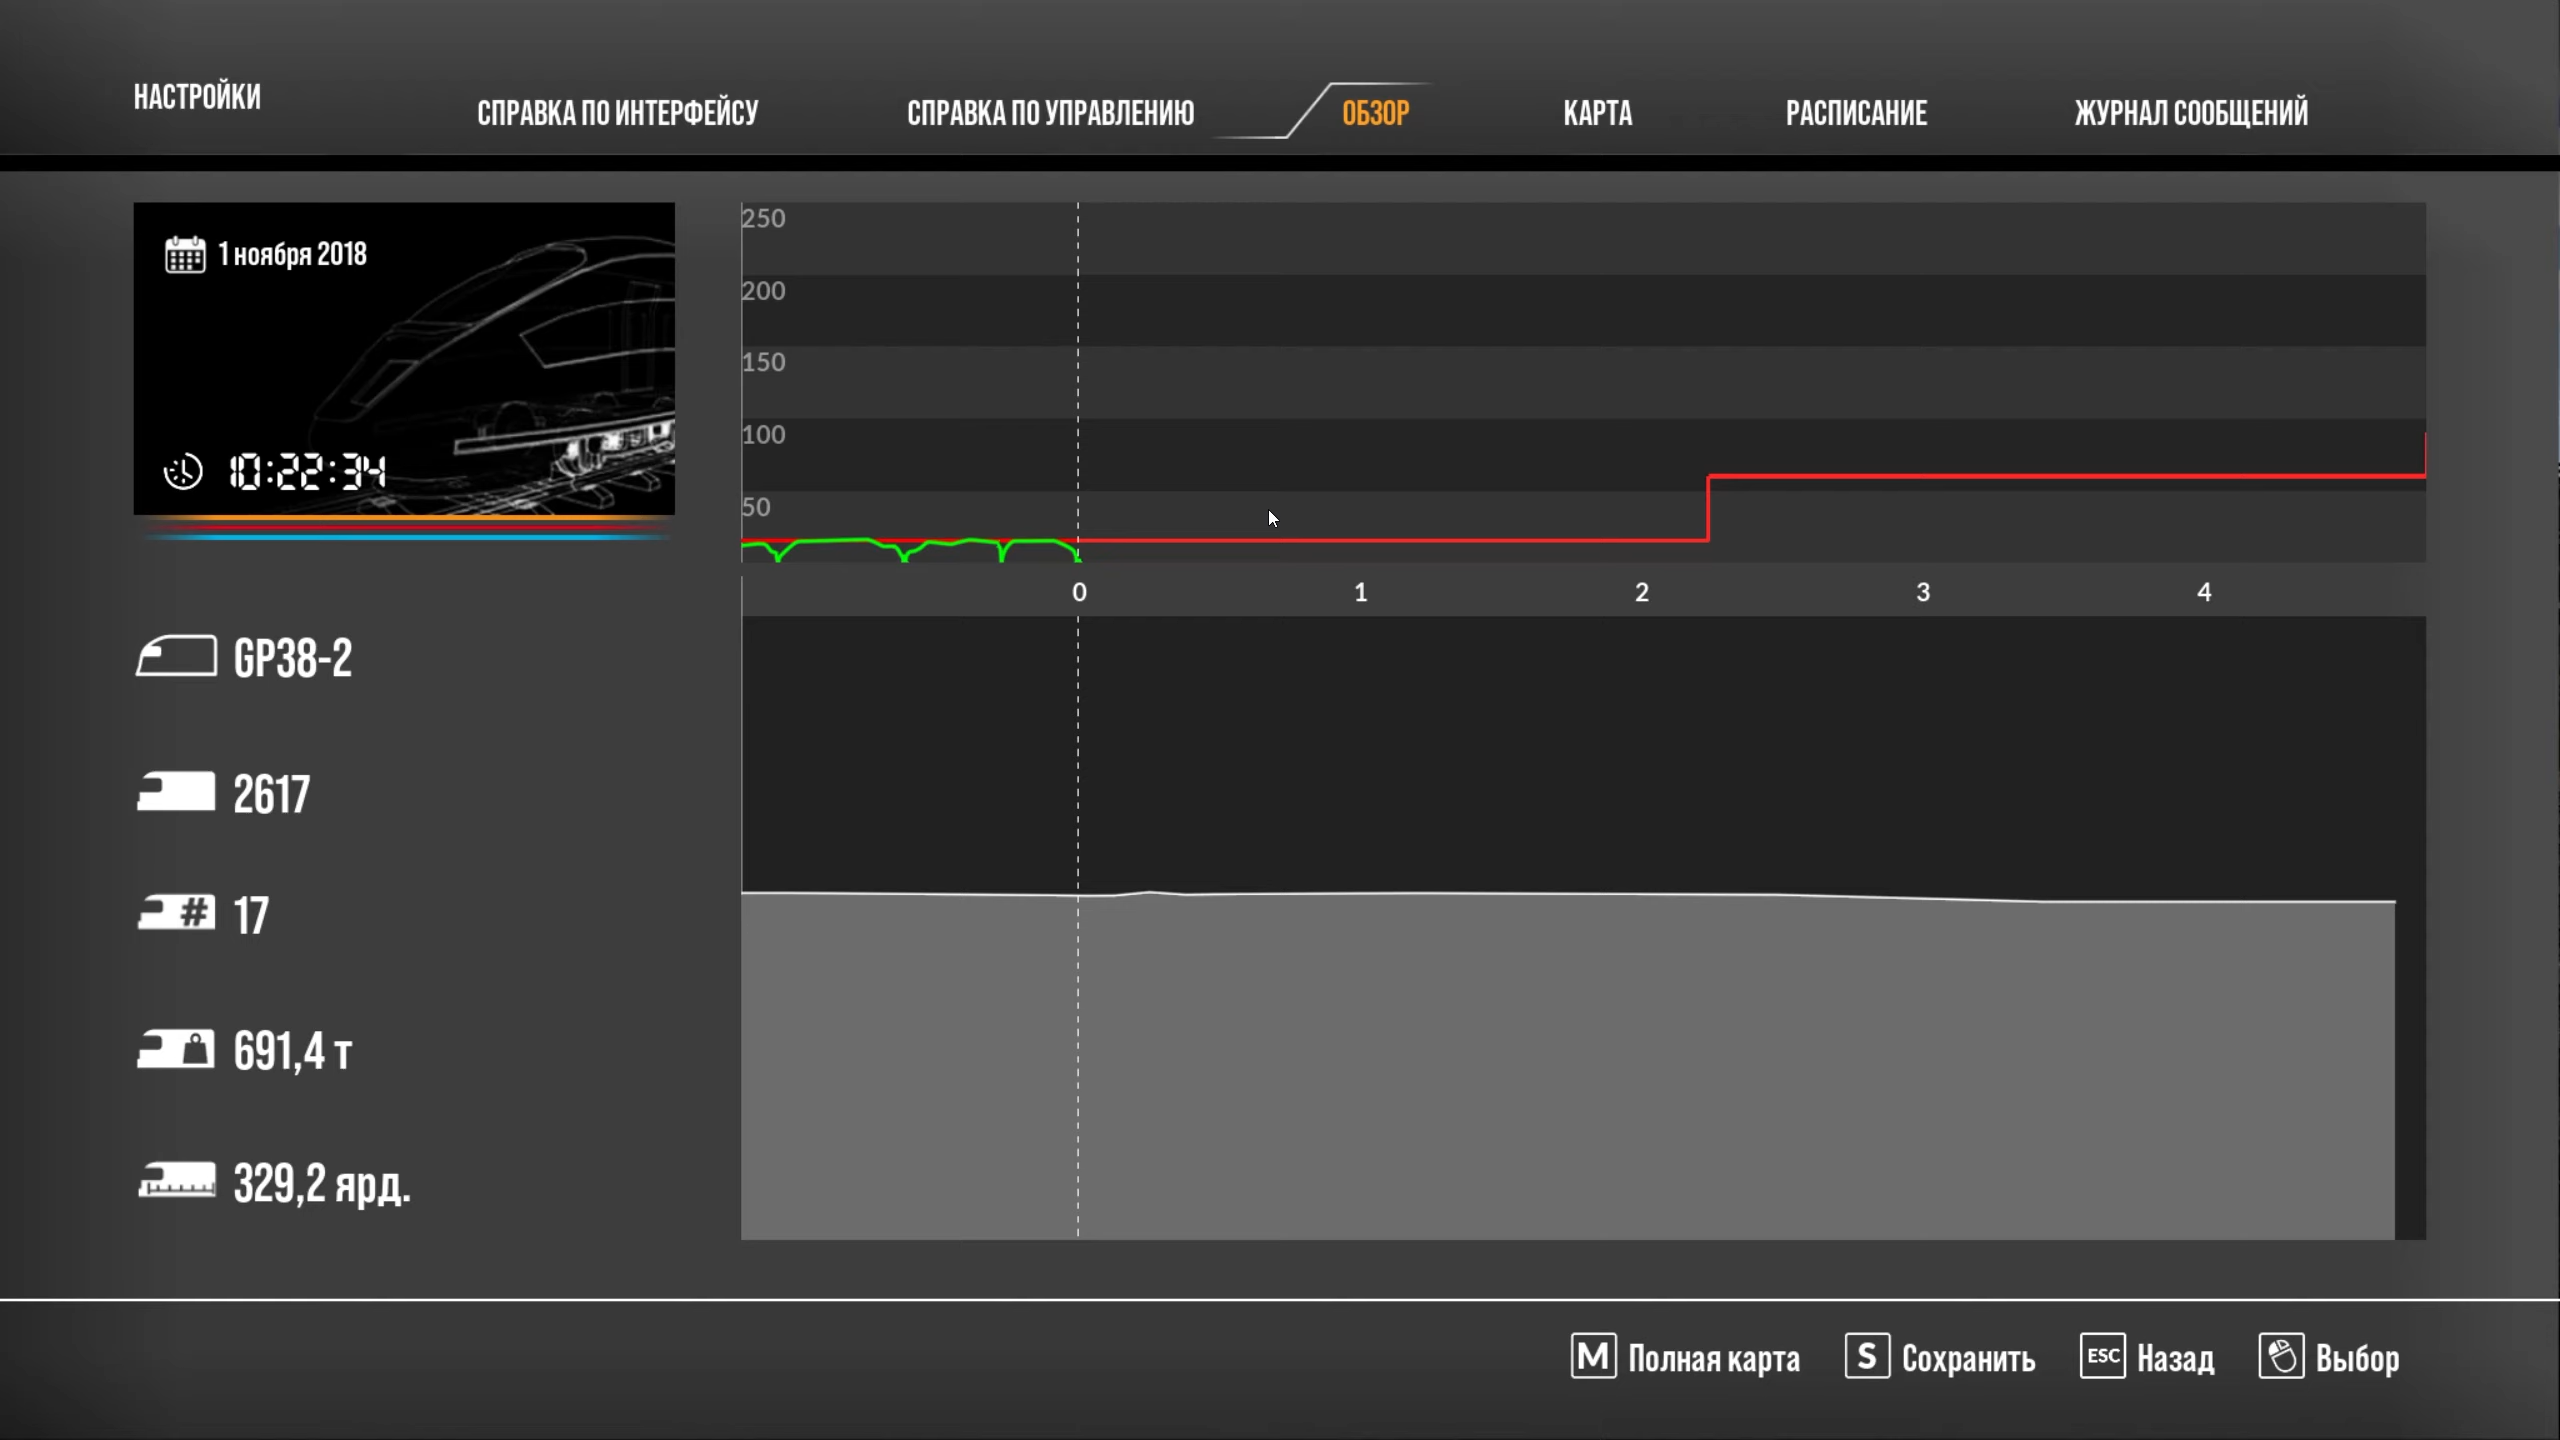 НАСТРОЙКИ
СПРАВКА ПО ИНТЕРФЕЙСУ
СПРАВКА ПО УПРАВЛЕНИЮ
ОБЗОР
КАРТА
РАСПИСАНИЕ
ЖУРНАЛ СООБЩЕНИЙ
1 ноября 2018
10:22:34
250
200
150
100
50
0 1 2 3 4
GP38-2
2617
# 17
691,4 т
329,2 ярд.
M Полная карта
S Сохранить
ESC Назад
Выбор